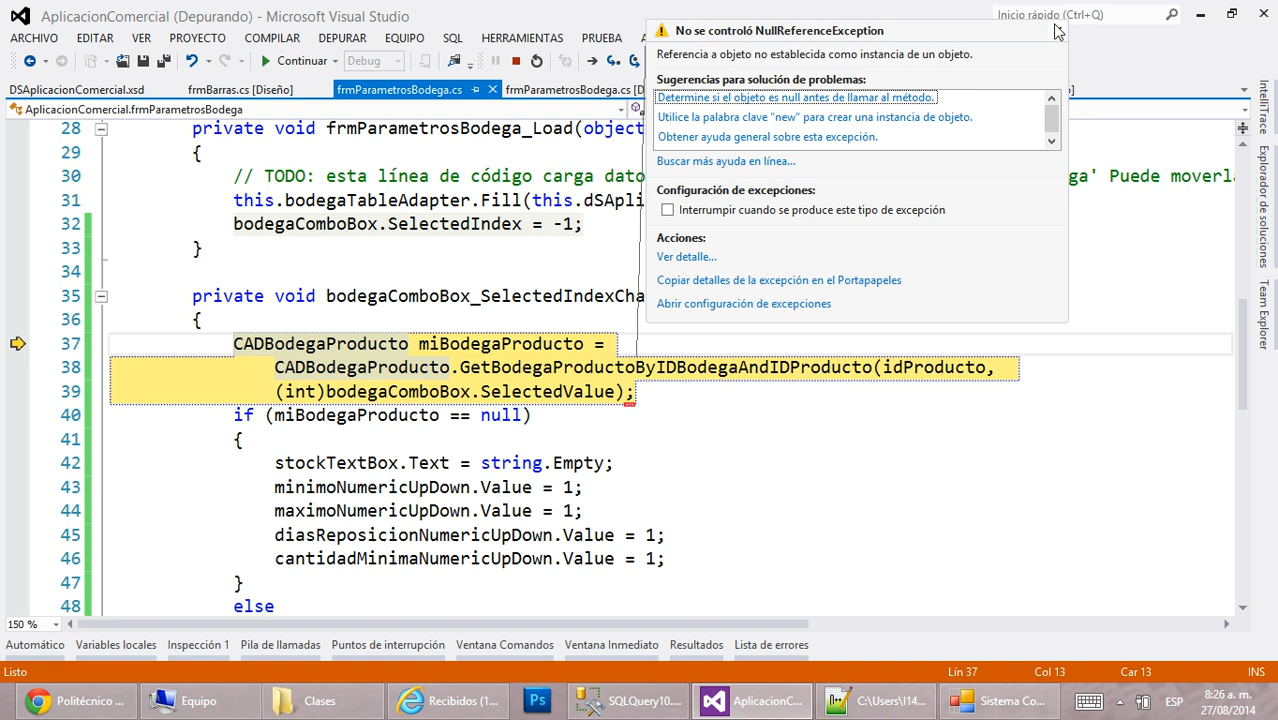 AplicacionComercial (Depurando) - Microsoft Visual Studio
Inicio rápido (Ctrl+Q)
ARCHIVO EDITAR VER PROYECTO COMPILAR DEPURAR EQUIPO SQL HERRAMIENTAS PRUEBA
Continuar Debug
DSAplicacionComercial.xsd frmBarras.cs [Diseño] frmParametrosBodega.cs frmParametrosBodega.cs [D
AplicacionComercial.frmParametrosBodega
No se controló NullReferenceException
Referencia a objeto no establecida como instancia de un objeto.
Sugerencias para solución de problemas:
Determine si el objeto es null antes de llamar al método.
Utilice la palabra clave "new" para crear una instancia de objeto.
Obtener ayuda general sobre esta excepción.
Buscar más ayuda en línea...
Configuración de excepciones:
Interrumpir cuando se produce este tipo de excepción
Acciones:
Ver detalle...
Copiar detalles de la excepción en el Portapapeles
Abrir configuración de excepciones
28 private void frmParametrosBodega_Load(object
29 {
30 // TODO: esta línea de código carga dato ga' Puede moverla
31 this.bodegaTableAdapter.Fill(this.dSApli
32 bodegaComboBox.SelectedIndex = -1;
33 }
34
35 private void bodegaComboBox_SelectedIndexCha
36 {
37 CADBodegaProducto miBodegaProducto =
38 CADBodegaProducto.GetBodegaProductoByIDBodegaAndIDProducto(idProducto,
39 (int)bodegaComboBox.SelectedValue);
40 if (miBodegaProducto == null)
41 {
42 stockTextBox.Text = string.Empty;
43 minimoNumericUpDown.Value = 1;
44 maximoNumericUpDown.Value = 1;
45 diasReposicionNumericUpDown.Value = 1;
46 cantidadMinimaNumericUpDown.Value = 1;
47 }
48 else
IntelliTrace
Explorador de soluciones
Team Explorer
150 %
Automático Variables locales Inspección 1 Pila de llamadas Puntos de interrupción Ventana Comandos Ventana Inmediato Resultados Lista de errores
Listo Lín 37 Col 13 Car 13 INS
Politécnico ... Equipo Clases Recibidos (1... Ps SQLQuery10.... AplicacionC... C:\Users\I14... Sistema Co... ESP
8:26 a. m.
27/08/2014